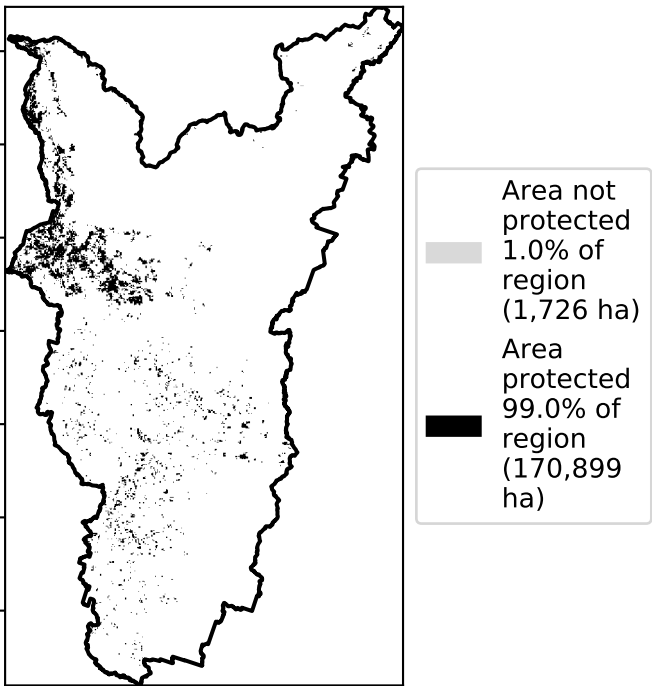 Area not
protected
1.0% of
region
(1,726 ha)
Area
protected
99.0% of
region
(170,899
ha)